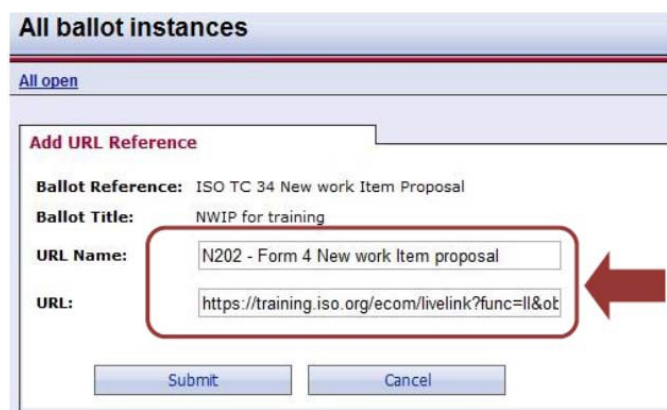 All ballot instances
All open
Add URL Reference
Ballot Reference: ISO TC 34 New work Item Proposal
Ballot Title: NWIP for training
URL Name: N202 - Form 4 New work Item proposal
URL: https://training.iso.org/ecom/livelink?func=ll&ob
Submit Cancel